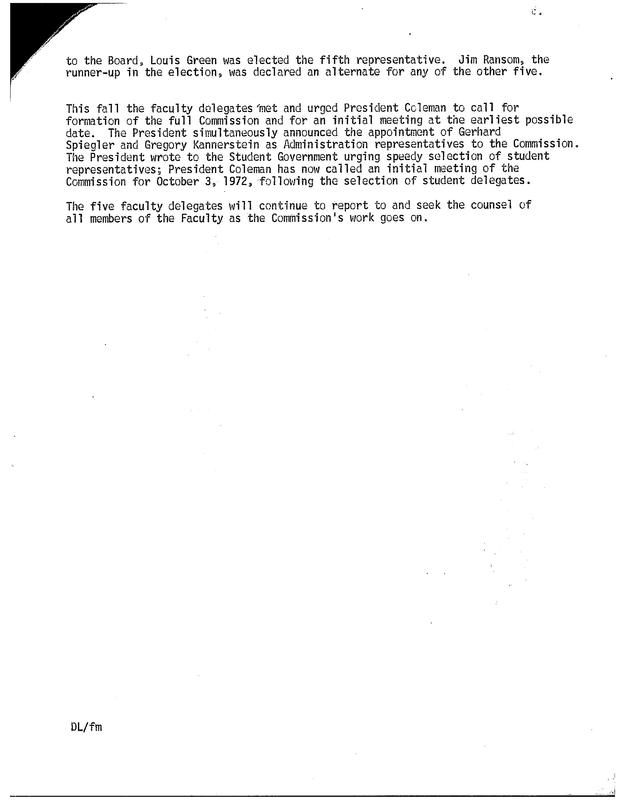 to the Board, Louis Green was elected the fifth representative. Jim Ransom, the
runner-up in the election, was declared an alternate for any of the other five.
This fall the faculty delegates met and urged President Coleman to call for
formation of the full Commission and for an initial meeting at the earliest possible
date. The President simultaneously announced the appointment of Gerhard
Spiegler and Gregory Kannerstein as Administration representatives to the Commission.
The President wrote to the Student Government urging speedy selection of student
representatives; President Coleman has now called an initial meeting of the
Commission for October 3, 1972, following the selection of student delegates.
The five faculty delegates will continue to report to and seek the counsel of
all members of the Faculty as the Commission's work goes on.
DL/fm